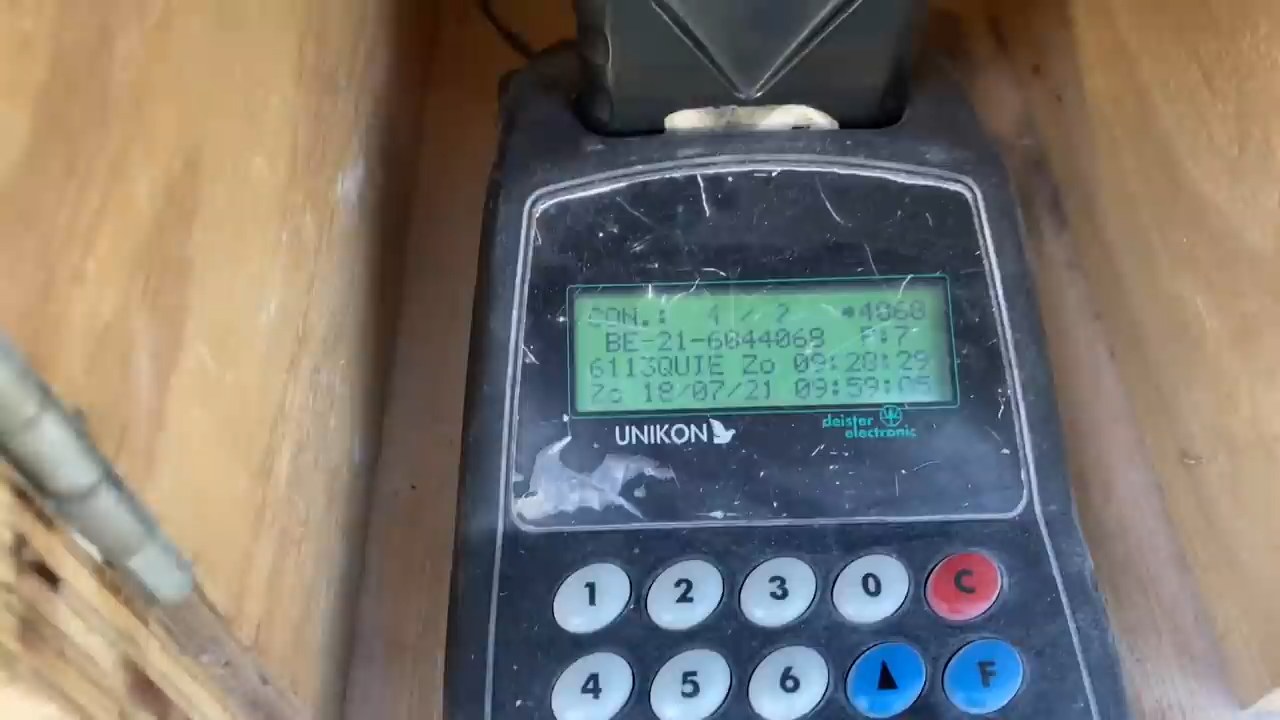 CON.: 4 / 2 *4068
BE-21-6044068 P:7
6113QUIE Zo 09:28:29
Zo 18/07/21 09:59:05
UNIKON
deister
electronic
1 2 3 0 C
4 5 6 F